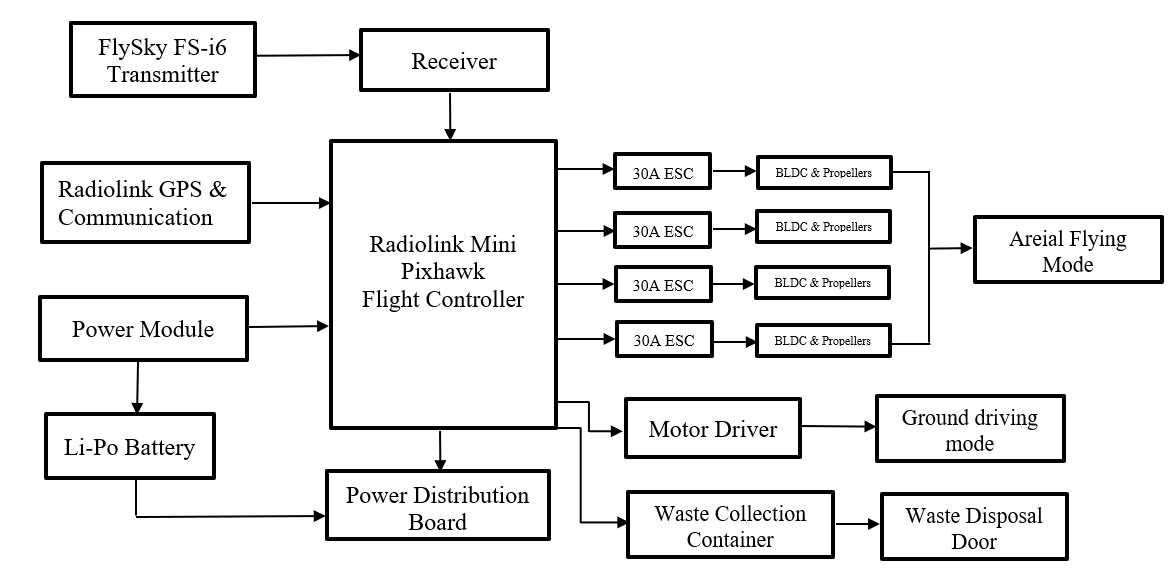 FlySky FS-i6
Transmitter
Receiver
Radiolink GPS &
Communication
Radiolink Mini
Pixhawk
Flight Controller
30A ESC
BLDC & Propellers
30A ESC
BLDC & Propellers
30A ESC
BLDC & Propellers
30A ESC
BLDC & Propellers
Areial Flying
Mode
Power Module
Li-Po Battery
Motor Driver
Ground driving
mode
Power Distribution
Board
Waste Collection
Container
Waste Disposal
Door